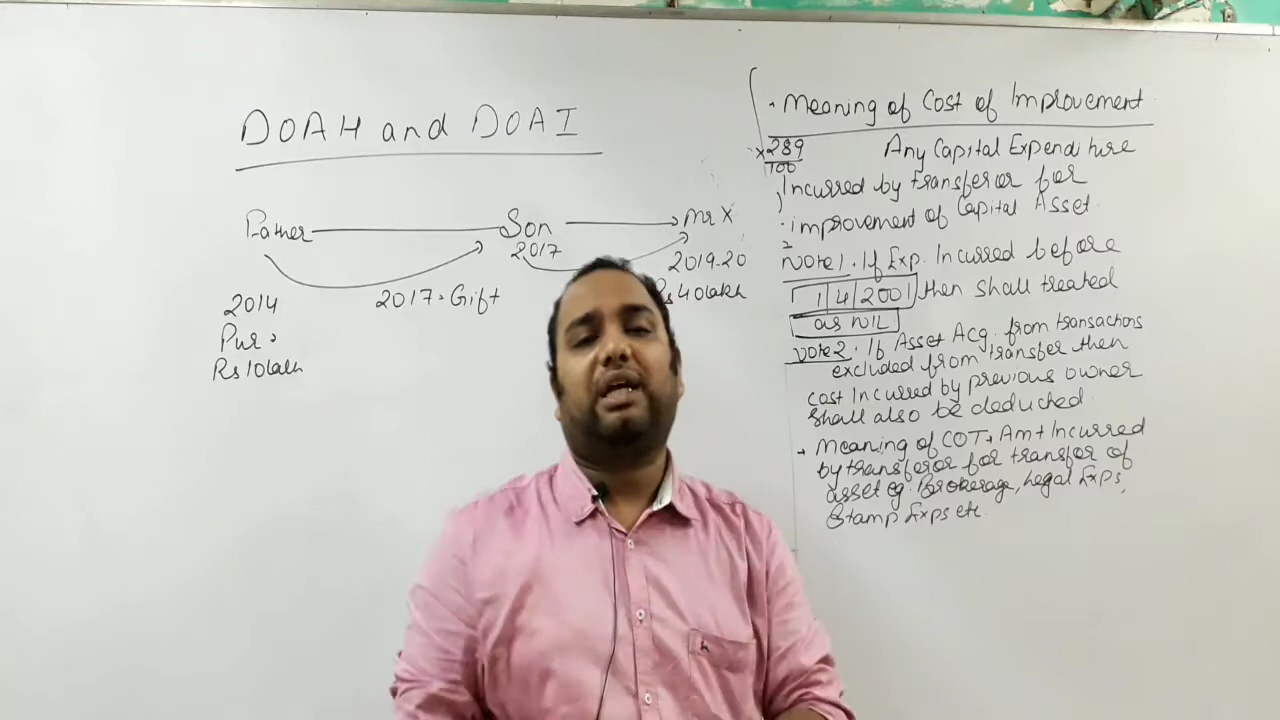 DOAH and DOAI
Father
Son
Mr X
2017
2019-20
Rs 40 lakh
2014
2017 = Gift
Pur =
Rs 10 lakh
Meaning of Cost of Improvement
× 289
100
Any Capital Expenditure
Incurred by transferor for
improvement of Capital Asset.
Note 1. If Exp. Incurred before
1/4/2001 then shall treated
as NIL
Note 2. If Asset Acq. from transactions
excluded from transfer then
cost Incurred by previous owner
shall also be deducted.
Meaning of COT = Amt Incurred
by transferor for transfer of
asset eg. Brokerage, Legal Exps,
Stamp Exps etc.